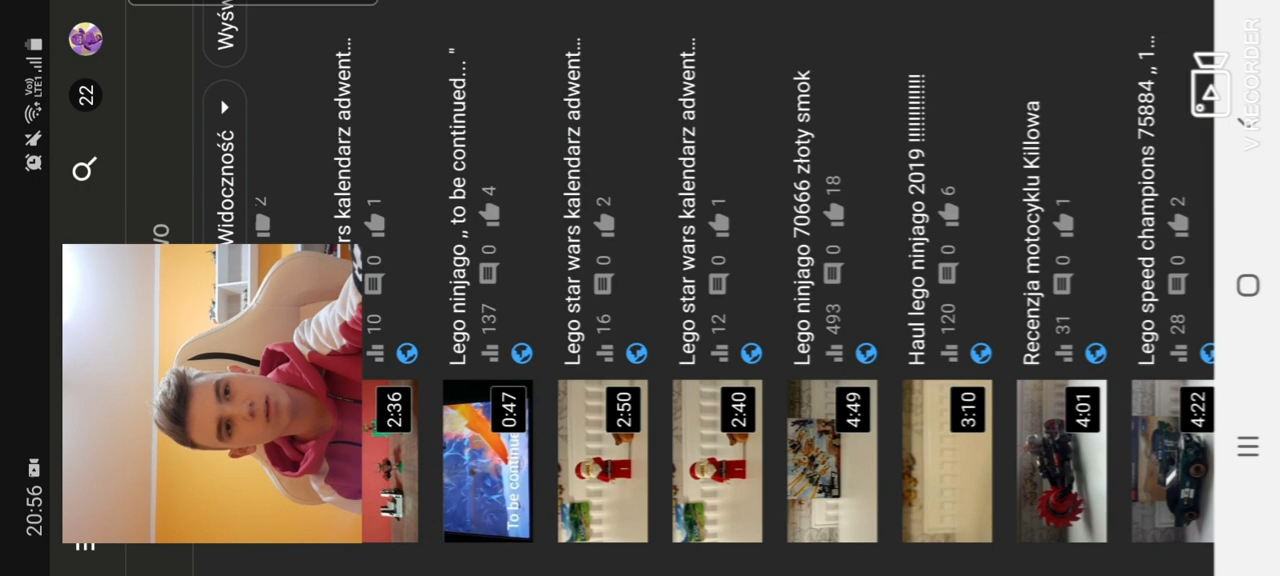 20:56
LTE1
22
WO
Widoczność
Wyśw
2
rs kalendarz adwent...
10 0 1
2:36
Lego ninjago ,, to be continued... "
137 0 4
0:47
To be continue
Lego star wars kalendarz adwent...
16 0 2
2:50
Lego star wars kalendarz adwent...
12 0 1
2:40
Lego ninjago 70666 złoty smok
493 0 18
4:49
Haul lego ninjago 2019 !!!!!!!!!!!!!
120 0 6
3:10
Recenzja motocyklu Killowa
31 0 1
4:01
Lego speed champions 75884 ,, 1...
28 0 2
4:22
V RECORDER